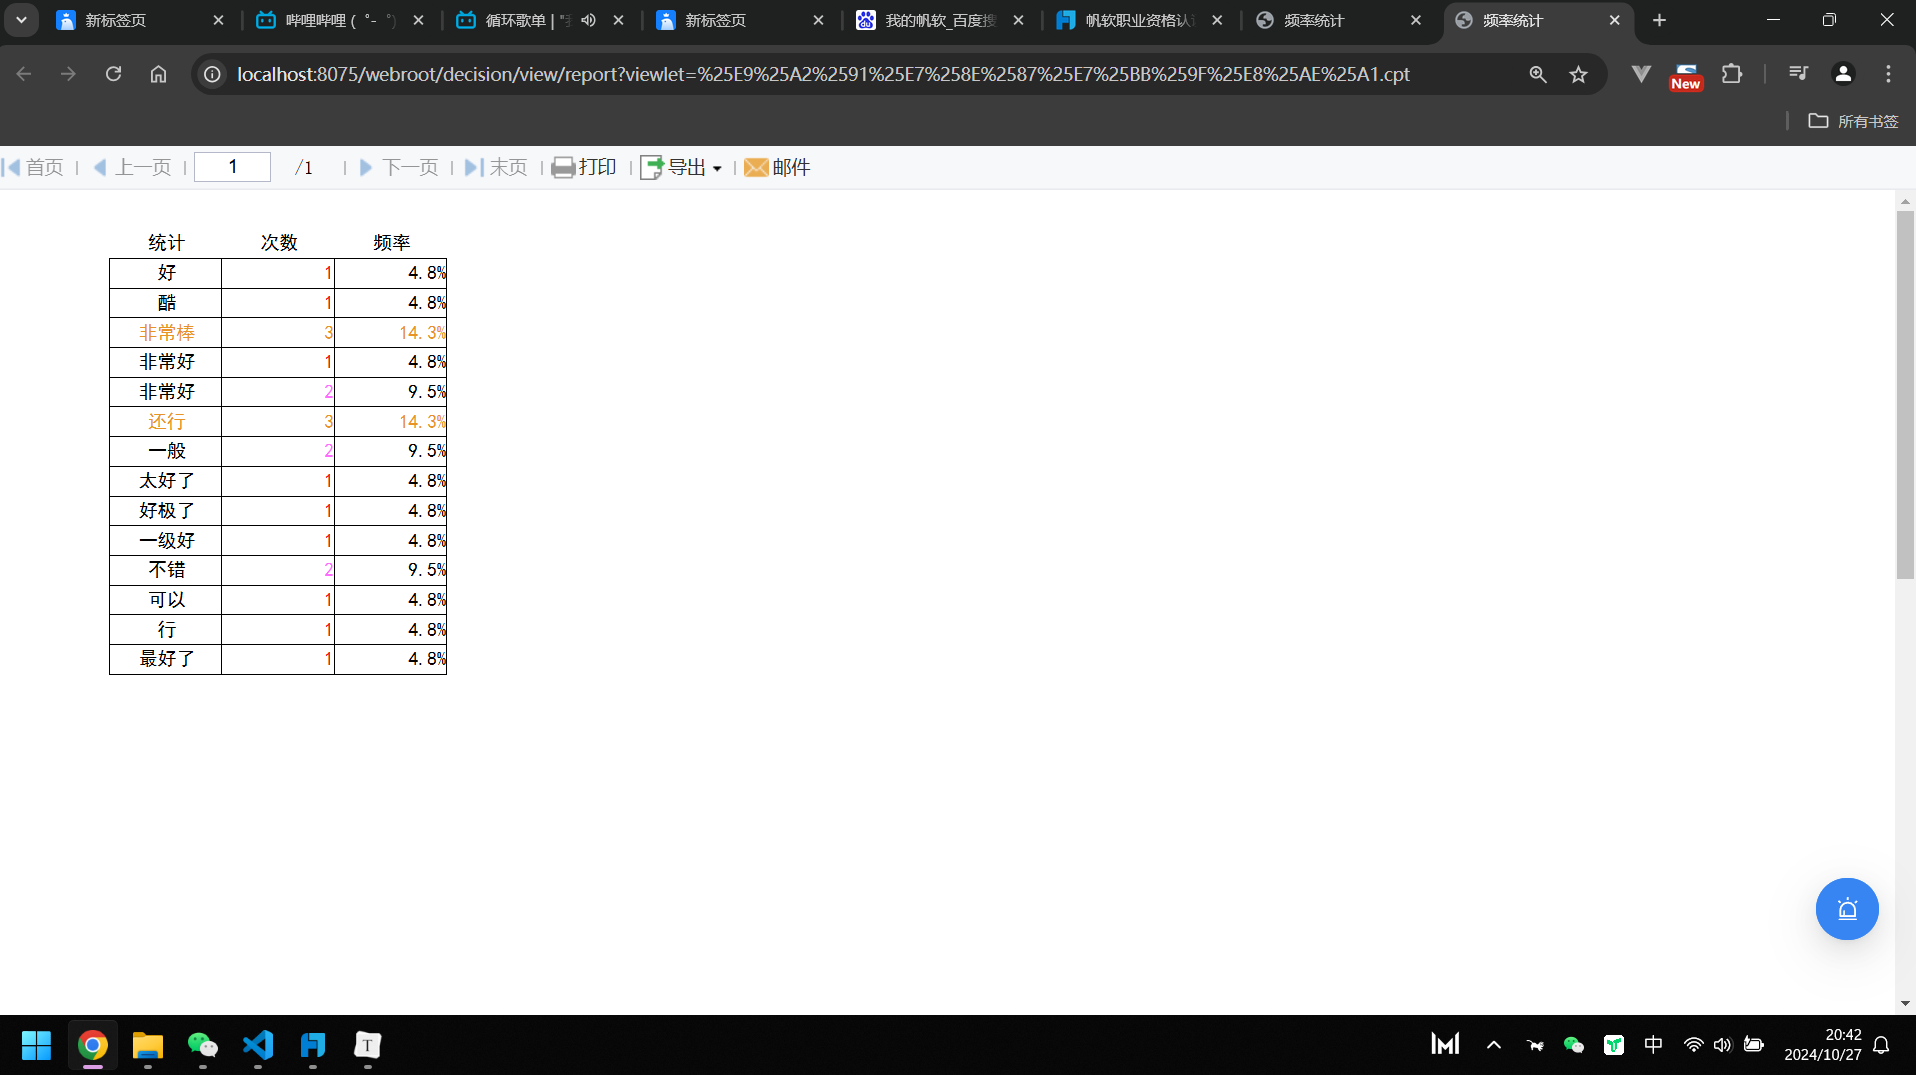 新标签页
哔哩哔哩 (゜-゜)
循环歌单 | "
新标签页
我的帆软_百度搜
帆软职业资格认
频率统计
频率统计
localhost:8075/webroot/decision/view/report?viewlet=%25E9%25A2%2591%25E7%258E%2587%25E7%25BB%259F%25E8%25AE%25A1.cpt
New
所有书签
首页 上一页 1 /1 下一页 末页 打印 导出 邮件
统计 次数 频率
好 1 4.8%
酷 1 4.8%
非常棒 3 14.3%
非常好 1 4.8%
非常好 2 9.5%
还行 3 14.3%
一般 2 9.5%
太好了 1 4.8%
好极了 1 4.8%
一级好 1 4.8%
不错 2 9.5%
可以 1 4.8%
行 1 4.8%
最好了 1 4.8%
T
中
20:42
2024/10/27